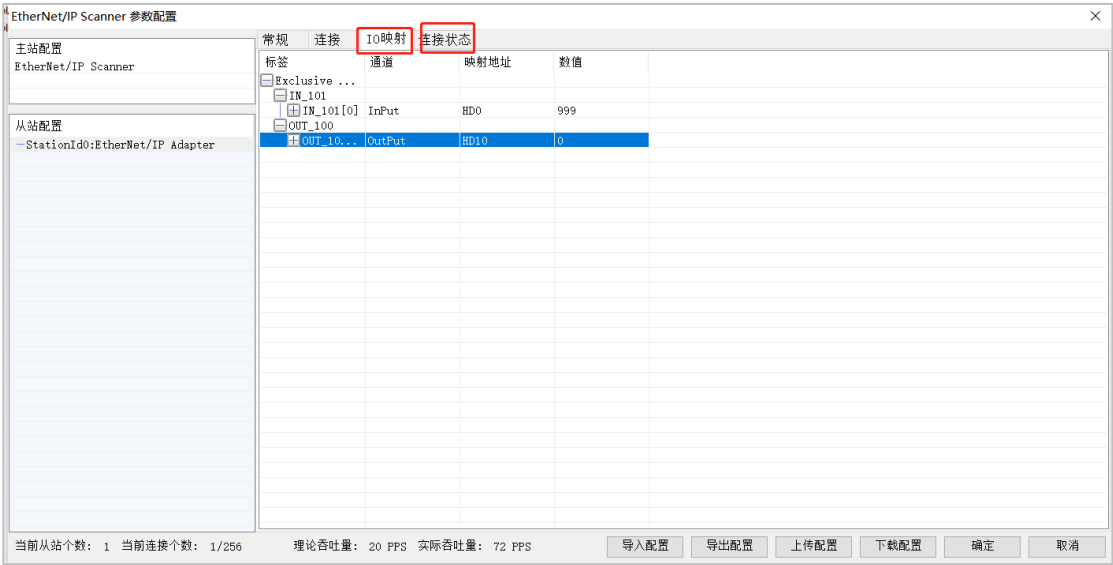 EtherNet/IP Scanner 参数配置
主站配置
EtherNet/IP Scanner
从站配置
StationId0:EtherNet/IP Adapter
常规 连接 IO映射 连接状态
标签 通道 映射地址 数值
Exclusive ...
IN_101
IN_101[0] InPut HD0 999
OUT_100
OUT_10... OutPut HD10 0
当前从站个数: 1 当前连接个数: 1/256 理论吞吐量: 20 PPS 实际吞吐量: 72 PPS 导入配置 导出配置 上传配置 下载配置 确定 取消